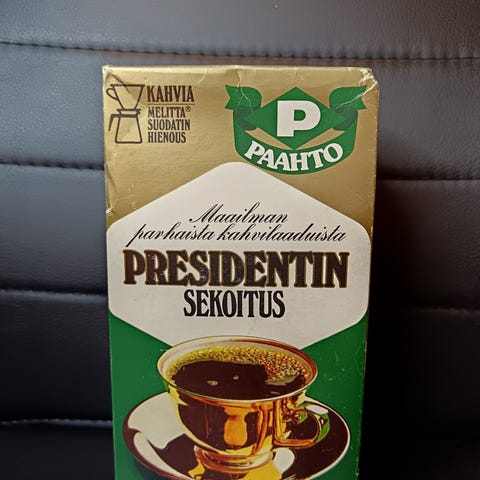 KAHVIA
MELITTA®
SUODATIN
HIENOUS
P
PAAHTO
Maailman
parhaista kahvilaaduista
PRESIDENTIN
SEKOITUS